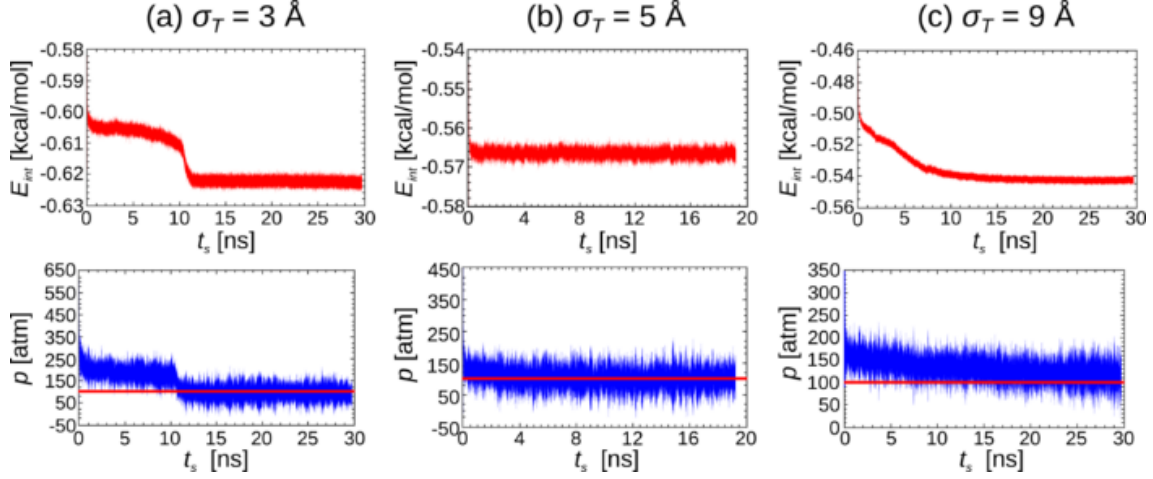 (a) σT = 3 Å
(b) σT = 5 Å
(c) σT = 9 Å
Eint [kcal/mol]
-0.58
-0.59
-0.60
-0.61
-0.62
-0.63
0 5 10 15 20 25 30
ts [ns]
Eint [kcal/mol]
-0.54
-0.55
-0.56
-0.57
-0.58
0 4 8 12 16 20
ts [ns]
Eint [kcal/mol]
-0.46
-0.48
-0.50
-0.52
-0.54
-0.56
0 5 10 15 20 25 30
ts [ns]
p [atm]
650
550
450
350
250
150
50
-50
0 5 10 15 20 25 30
ts [ns]
p [atm]
450
350
250
150
50
-50
0 4 8 12 16 20
ts [ns]
p [atm]
350
300
250
200
150
100
50
0
0 5 10 15 20 25 30
ts [ns]